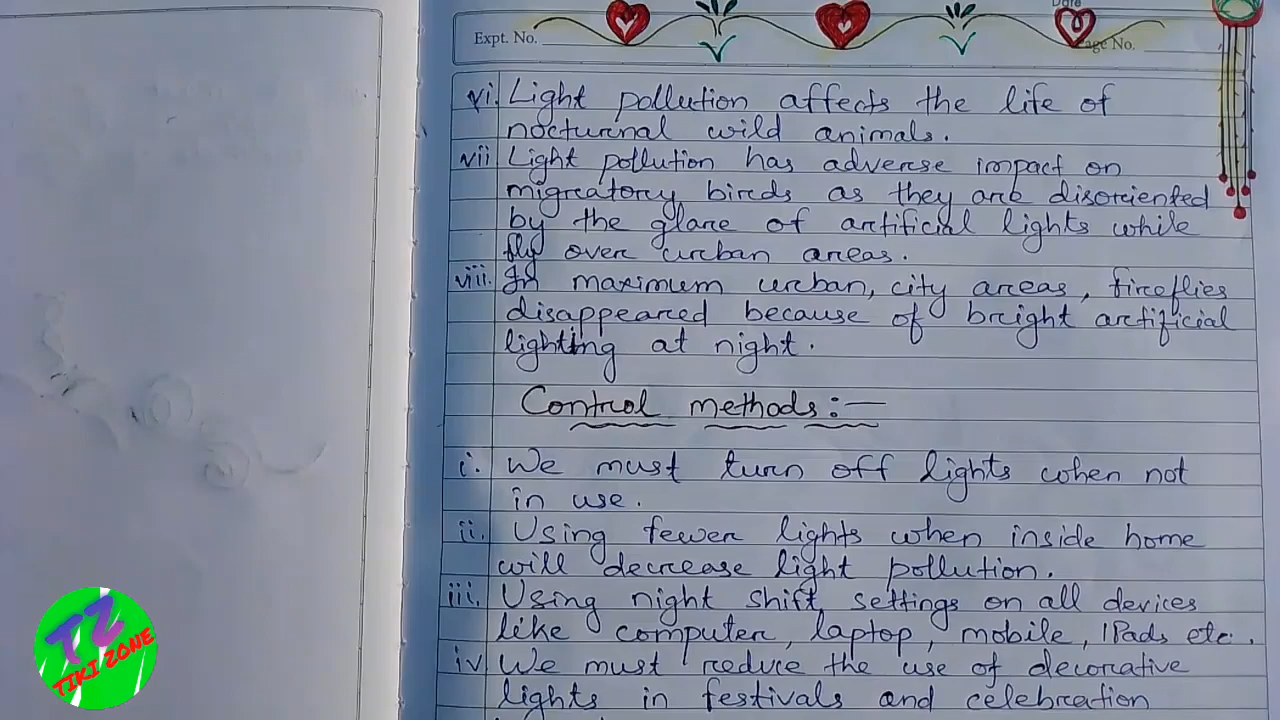 Date
Expt. No.
Page No.
vi. Light pollution affects the life of
nocturnal wild animals.
vii Light pollution has adverse impact on
migratory birds as they are disoriented
by the glare of artificial lights while
fly over urban areas.
viii. In maximum urban, city areas, fireflies
disappeared because of bright artificial
lighting at night.
Control methods:—
i. We must turn off lights when not
in use.
ii. Using fewer lights when inside home
will decrease light pollution.
iii. Using night shift settings on all devices
like computer, laptop, mobile, IPads etc.
iv We must reduce the use of decorative
lights in festivals and celebration
TZ
TIKI ZONE